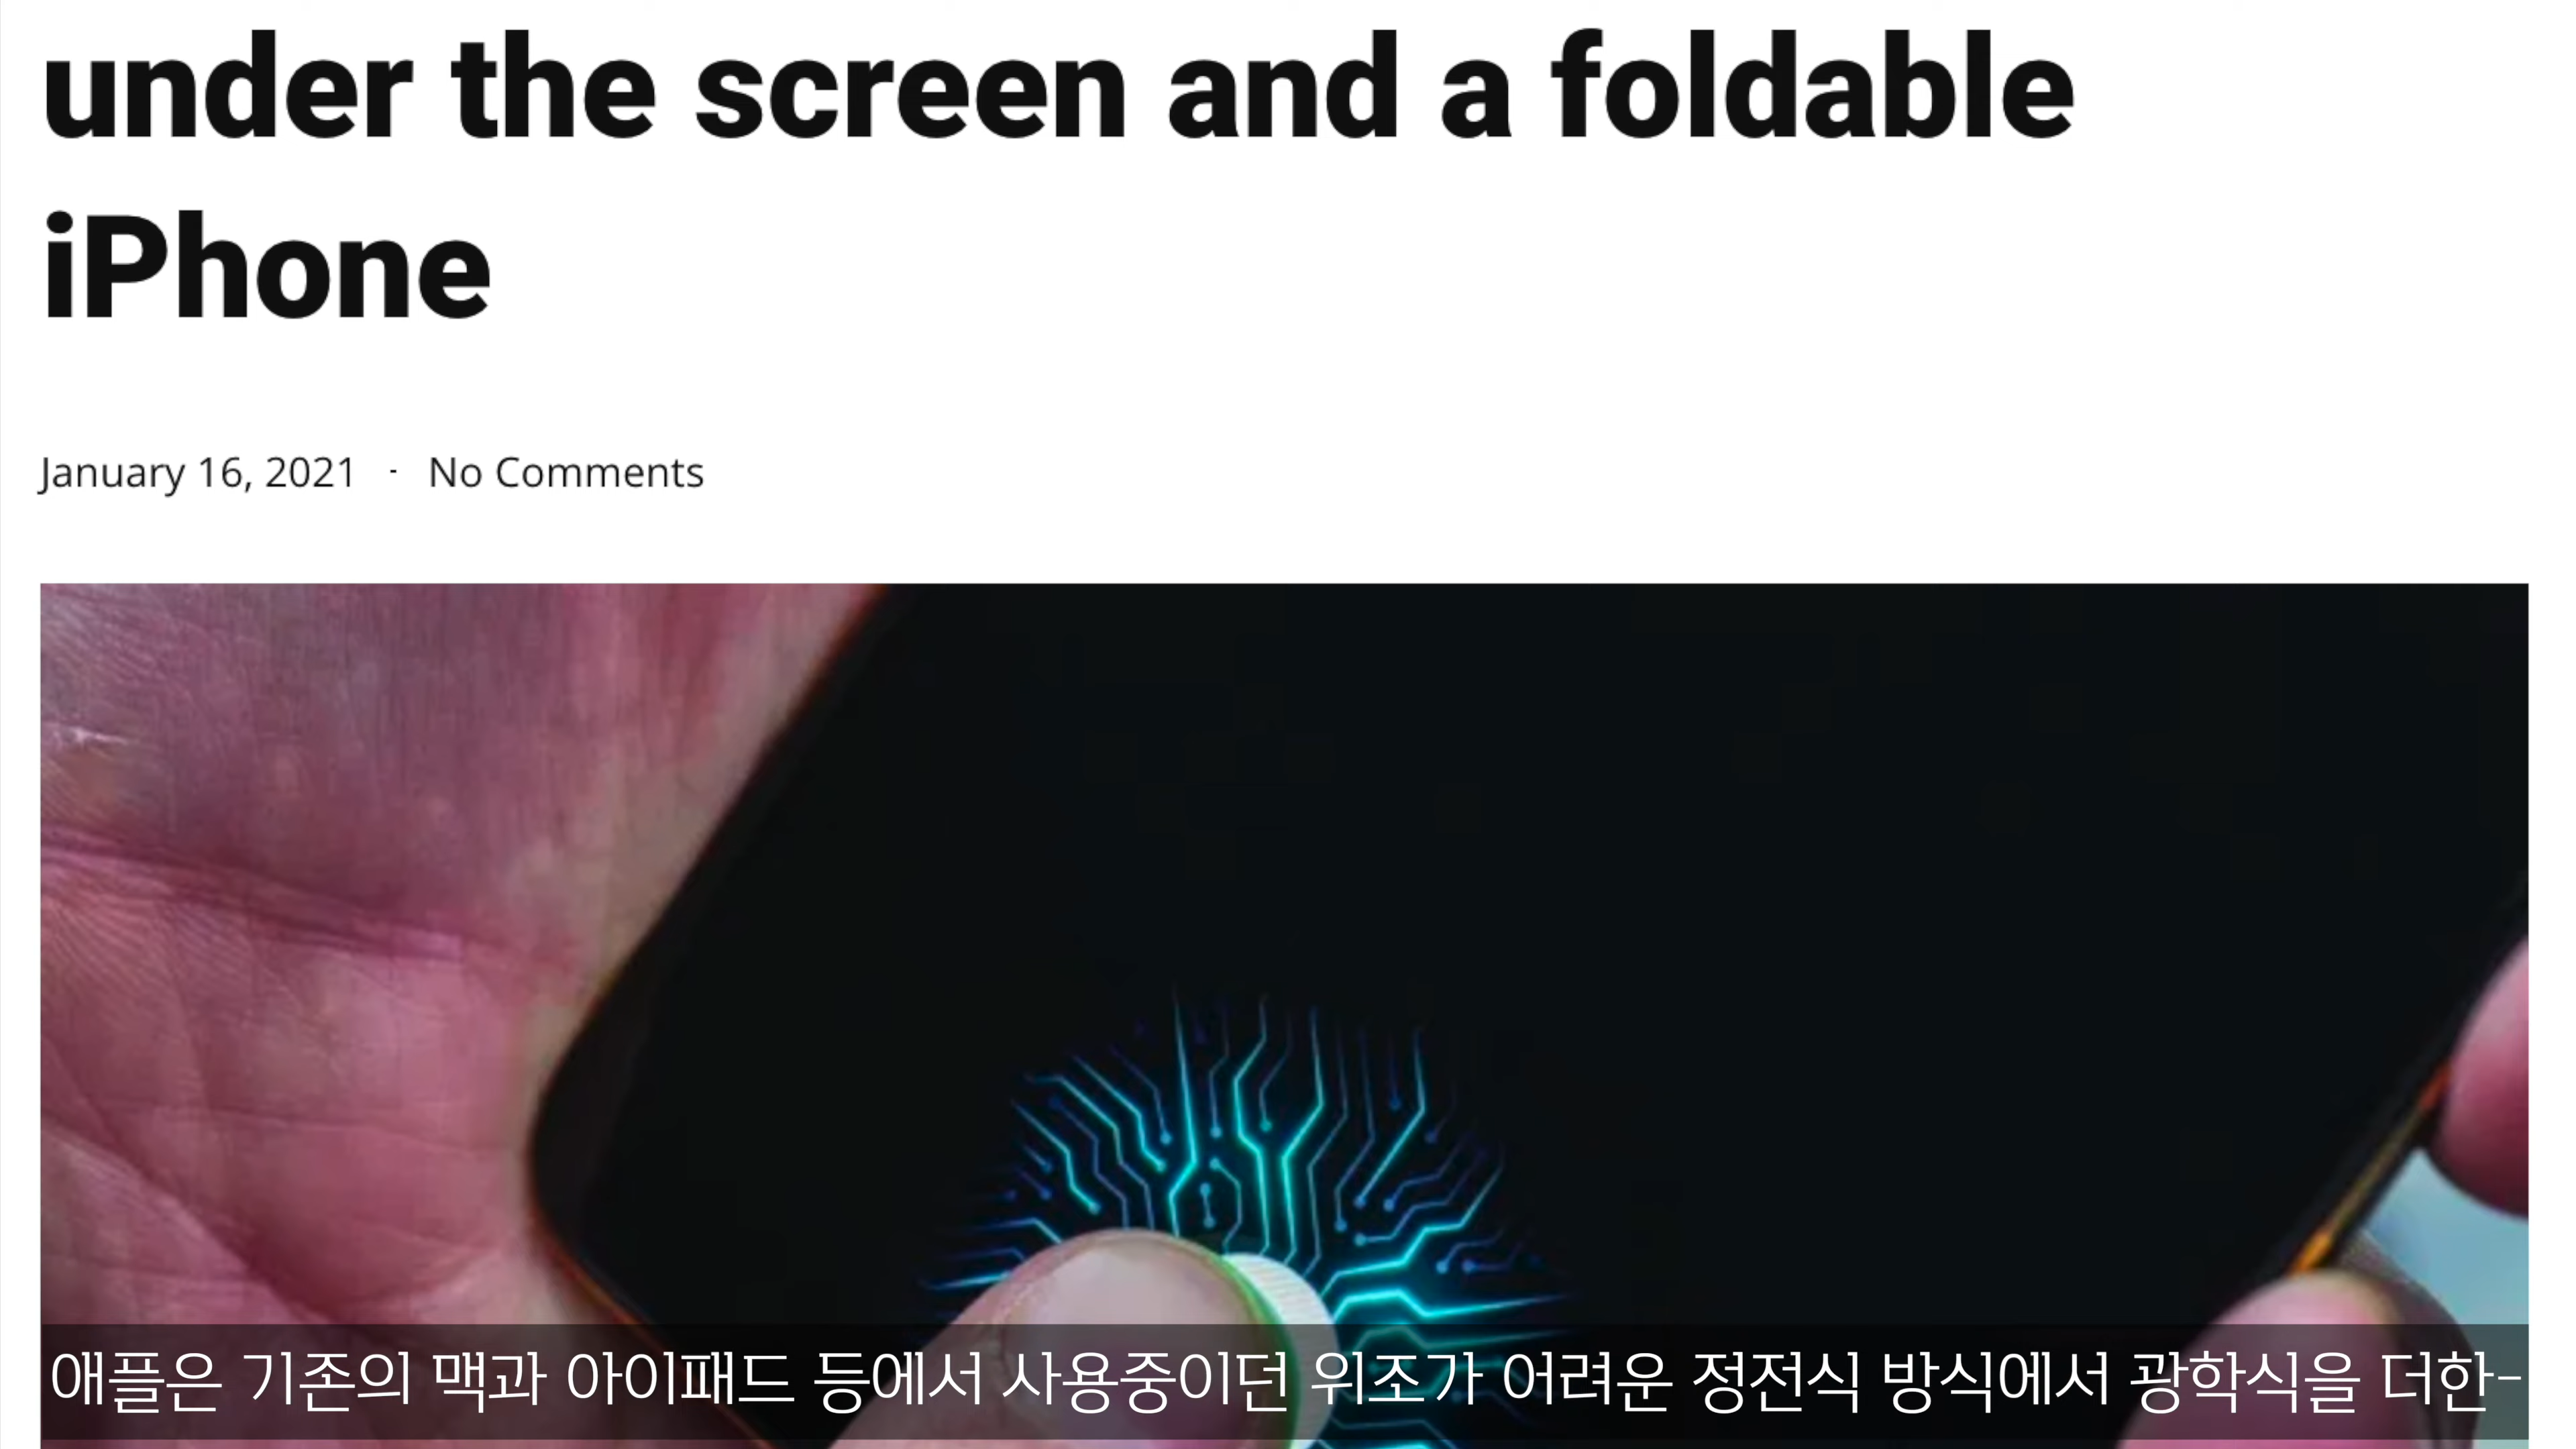 under the screen and a foldable
iPhone
January 16, 2021 · No Comments
애플은 기존의 맥과 아이패드 등에서 사용중이던 위조가 어려운 정전식 방식에서 광학식을 더한-